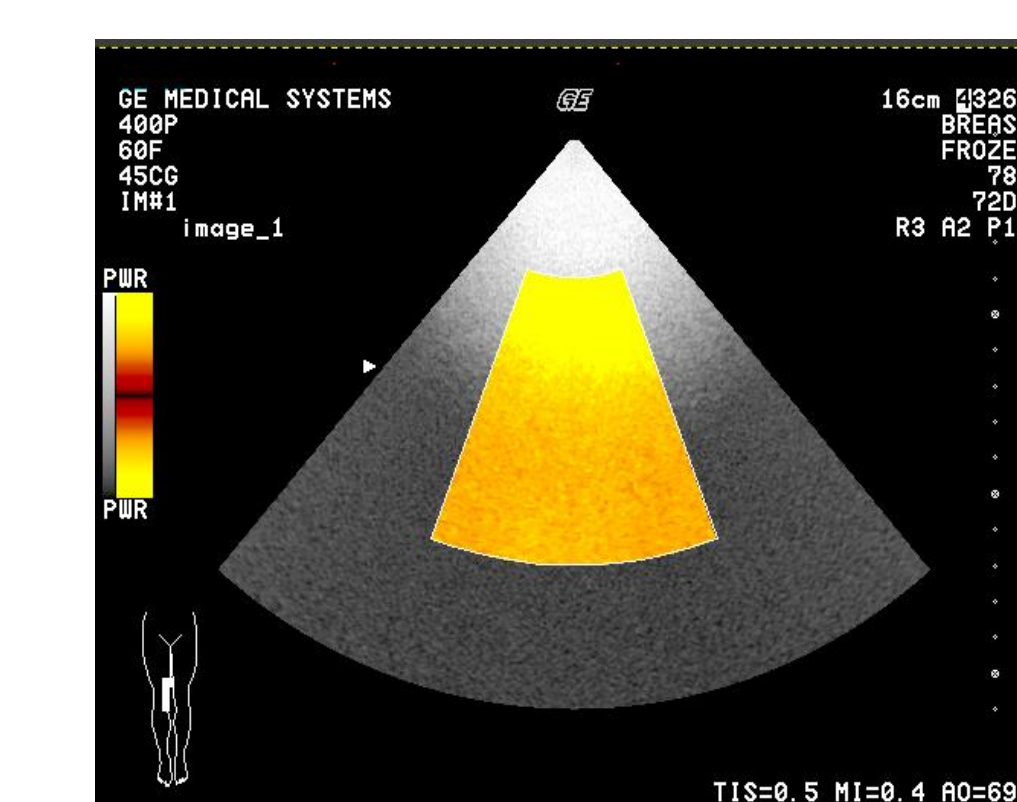 GE MEDICAL SYSTEMS
GE
16cm 4326
400P
BREAS
60F
FROZE
45CG
78
IM#1
72D
image_1
R3 A2 P1
PWR
PWR
TIS=0.5 MI=0.4 AO=69